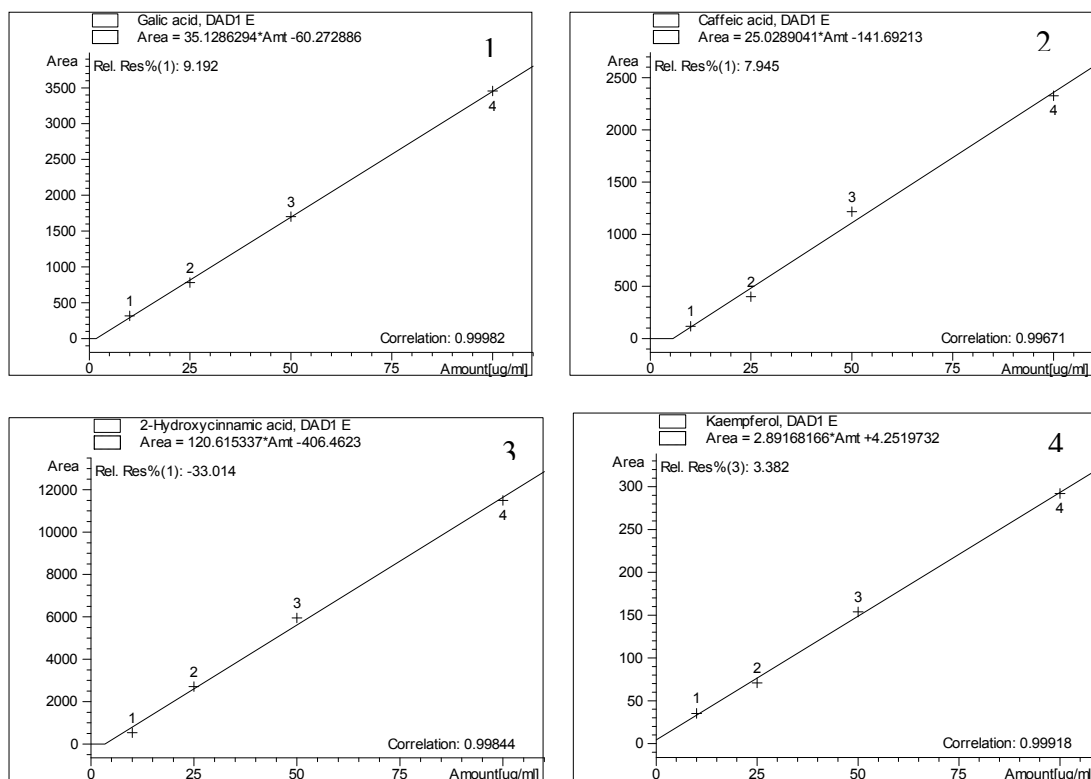 Galic acid, DAD1 E
Area = 35.1286294*Amt -60.272886
1
Area
Rel. Res%(1): 9.192
3500
3000
2500
2000
1500
1000
500
0
1
2
3
4
Correlation: 0.99982
0 25 50 75 Amount[ug/ml]
Caffeic acid, DAD1 E
Area = 25.0289041*Amt -141.69213
2
Area
Rel. Res%(1): 7.945
2500
2000
1500
1000
500
0
1
2
3
4
Correlation: 0.99671
0 25 50 75 Amount[ug/ml]
2-Hydroxycinnamic acid, DAD1 E
Area = 120.615337*Amt -406.4623
3
Area
Rel. Res%(1): -33.014
12000
10000
8000
6000
4000
2000
0
1
2
3
4
Correlation: 0.99844
0 25 50 75 Amount[ug/ml]
Kaempferol, DAD1 E
Area = 2.89168166*Amt +4.2519732
4
Area
Rel. Res%(3): 3.382
300
250
200
150
100
50
0
1
2
3
4
Correlation: 0.99918
0 25 50 75 Amount[ug/ml]